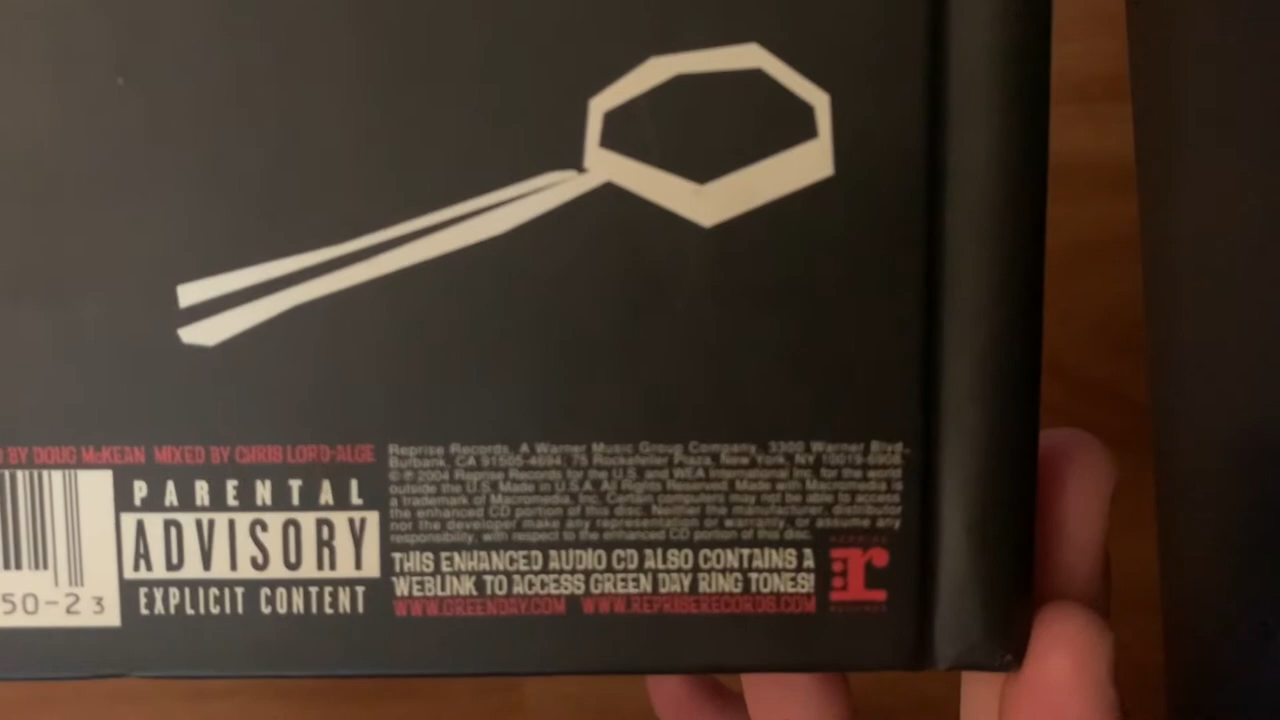 BY DOUG McKEAN MIXED BY CHRIS LORD-ALGE
50-23
PARENTAL
ADVISORY
EXPLICIT CONTENT
Reprise Records, A Warner Music Group Company, 3300 Warner Blvd.,
Burbank, CA 91505-4694; 75 Rockefeller Plaza, New York, NY 10019-6908.
© ℗ 2004 Reprise Records for the U.S. and WEA International Inc. for the world
outside the U.S. Made in U.S.A. All Rights Reserved. Made with Macromedia is
a trademark of Macromedia, Inc. Certain computers may not be able to access
the enhanced CD portion of this disc. Neither the manufacturer, distributor
nor the developer make any representation or warranty, or assume any
responsibility, with respect to the enhanced CD portion of this disc.
THIS ENHANCED AUDIO CD ALSO CONTAINS A
WEBLINK TO ACCESS GREEN DAY RING TONES!
WWW.GREENDAY.COM WWW.REPRISERECORDS.COM
REPRISE
:r
RECORDS